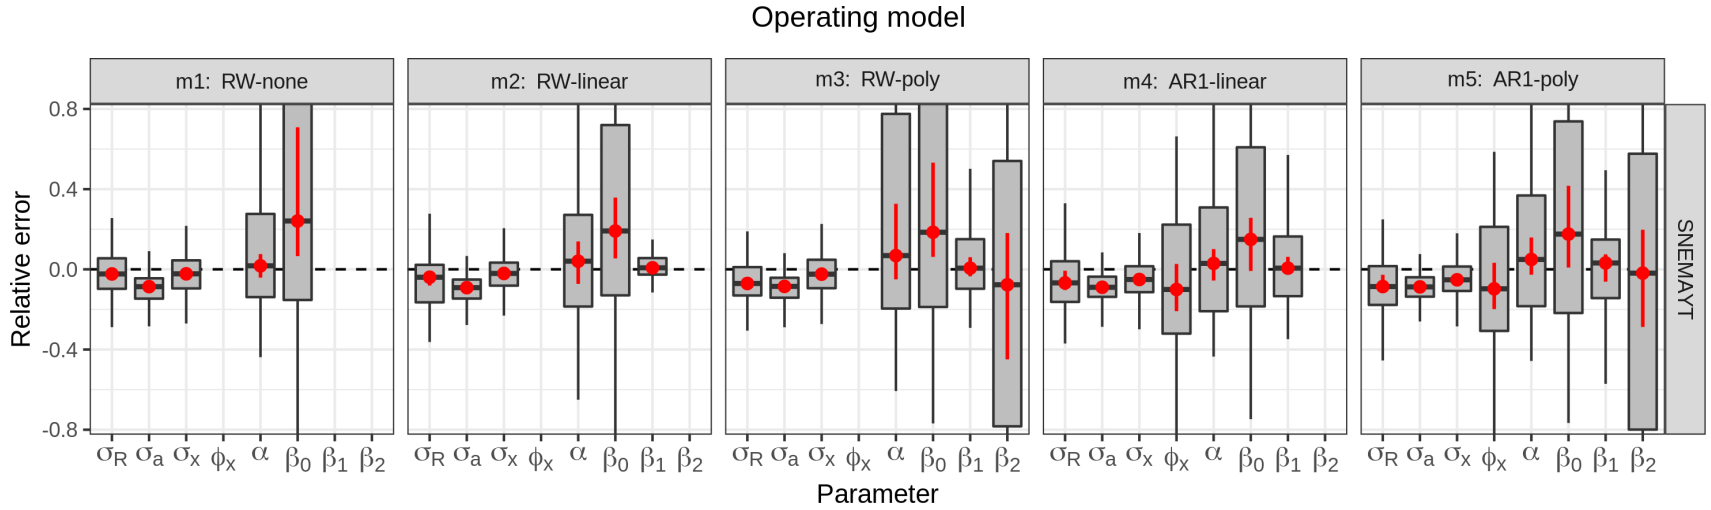 Operating model
m1: RW-none
m2: RW-linear
m3: RW-poly
m4: AR1-linear
m5: AR1-poly
Relative error
0.8
0.4
0.0
-0.4
-0.8
SNEMAYT
σR σa σx ϕx α β0 β1 β2
σR σa σx ϕx α β0 β1 β2
σR σa σx ϕx α β0 β1 β2
σR σa σx ϕx α β0 β1 β2
σR σa σx ϕx α β0 β1 β2
Parameter